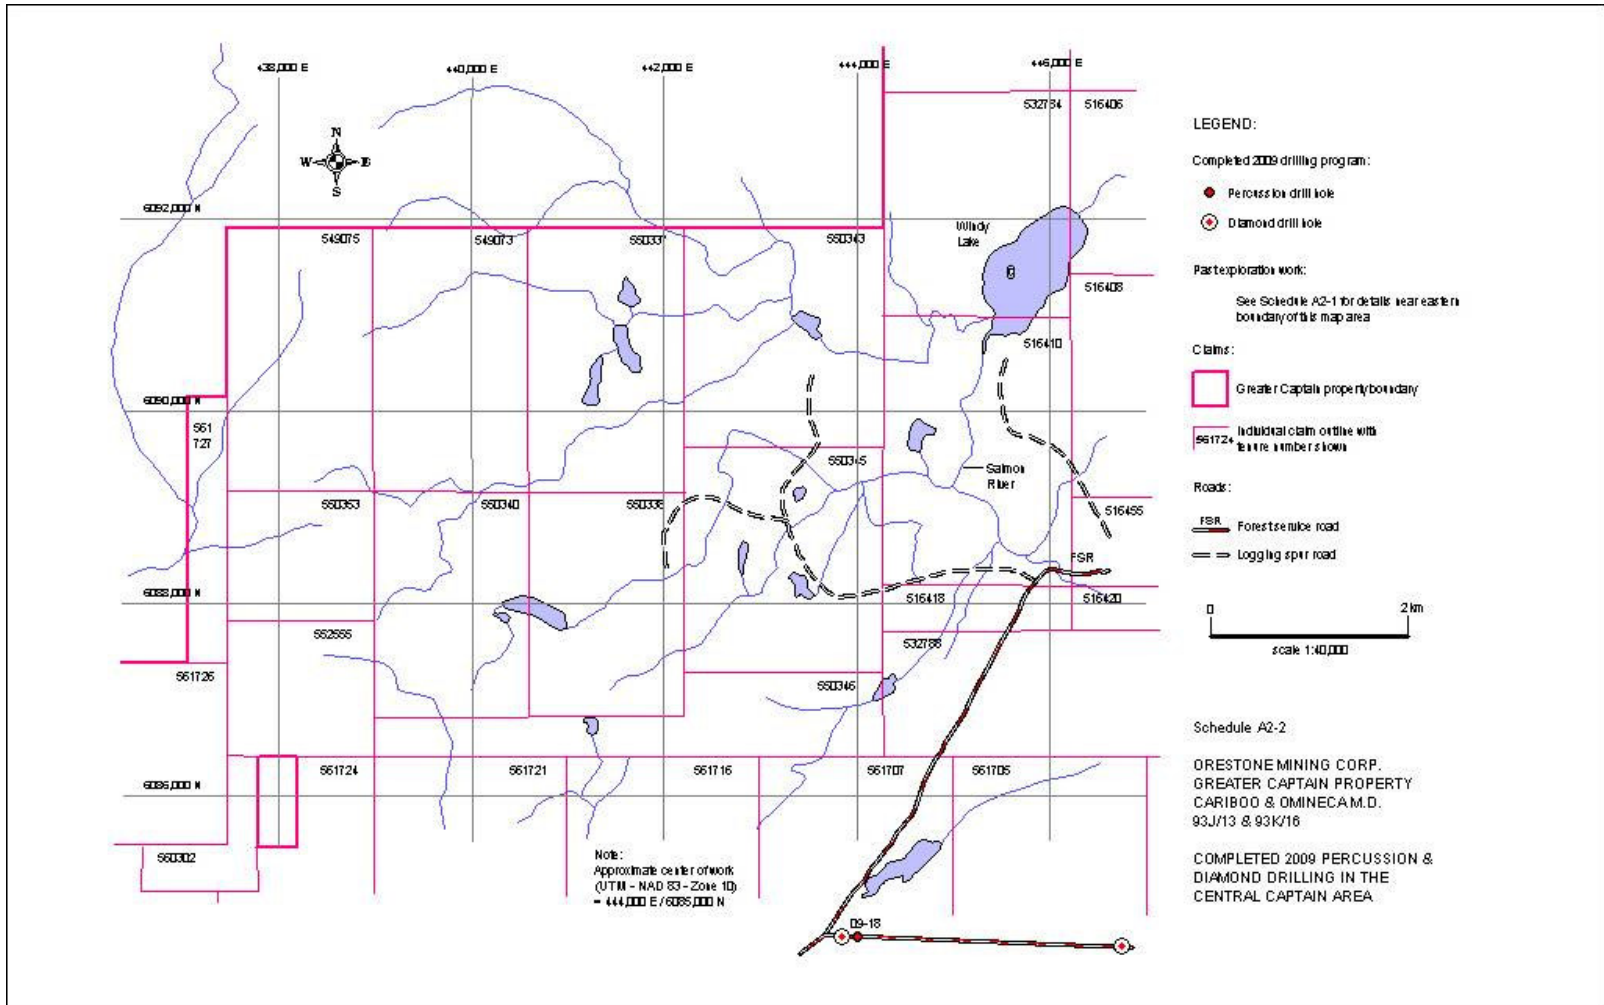 438,000 E
440,000 E
442,000 E
444,000 E
446,000 E
532784
516406
N
W
E
S
6092,000 N
549075
549073
550337
550343
Windy
Lake
516408
516410
6090,000 N
561
727
550345
Salmon
River
550353
550340
550338
516455
FSR
6088,000 N
516418
516420
552555
532788
561726
550346
561724
561721
561716
561707
561705
6086,000 N
560302
Note:
Approximate center of work
(UTM - NAD 83 - Zone 10)
= 444,000 E / 6085,000 N
09-18
LEGEND:
Completed 2009 drilling program:
Percussion drill hole
Diamond drill hole
Past exploration work:
See Schedule A2-1 for details near eastern
boundary of this map area
Claims:
Greater Captain property boundary
561724
Individual claim outline with
tenure number shown
Roads:
FSR
Forest service road
Logging spur road
0
2 km
scale 1:40,000
Schedule A2-2
ORESTONE MINING CORP.
GREATER CAPTAIN PROPERTY
CARIBOO & OMINECA M.D.
93J/13 & 93K/16
COMPLETED 2009 PERCUSSION &
DIAMOND DRILLING IN THE
CENTRAL CAPTAIN AREA